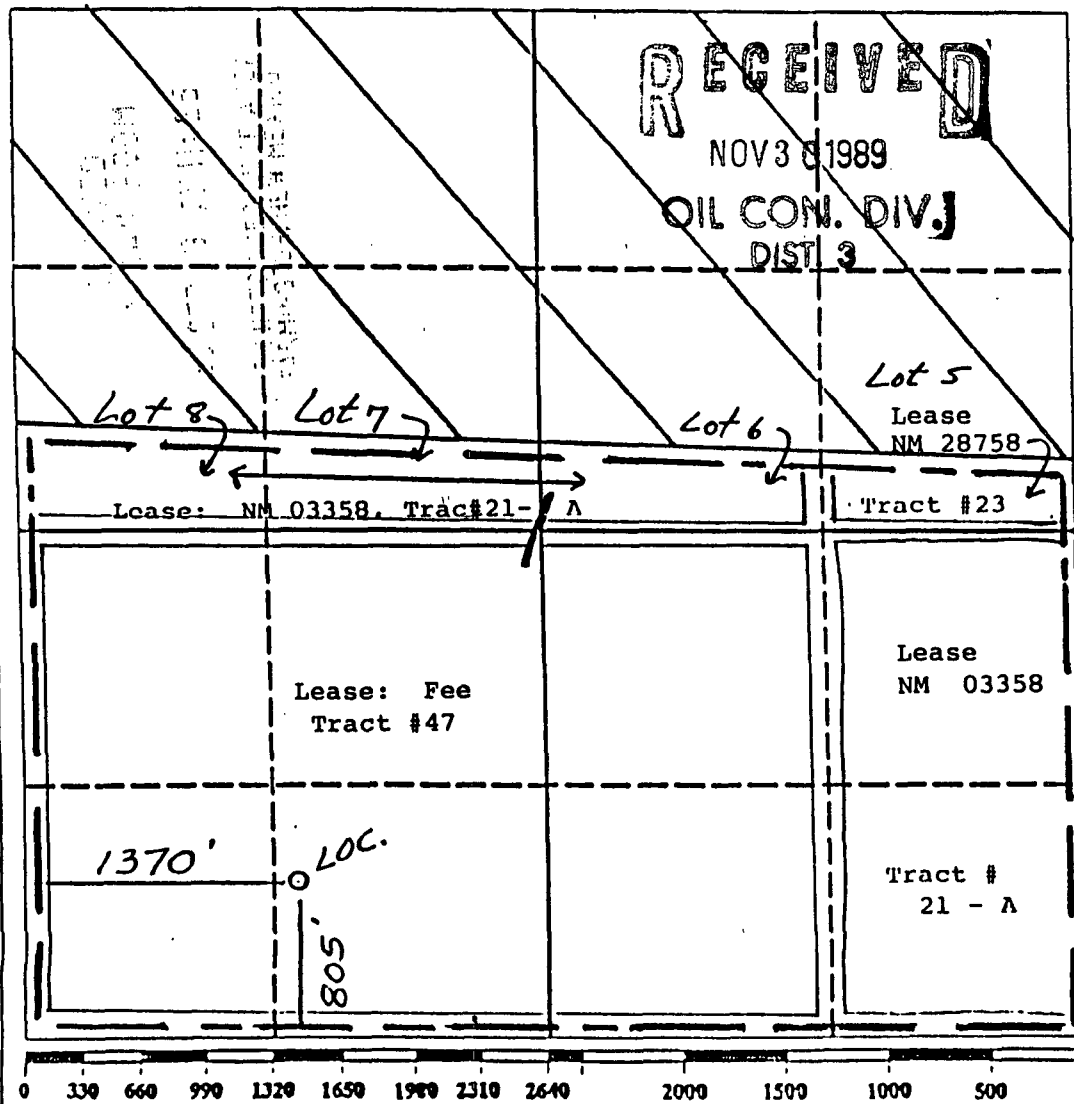 RECEIVED
NOV 3 0 1989
OIL CON. DIV.
DIST. 3
Lot 8
Lot 7
Lot 6
Lot 5
Lease
NM 28758
Lease: NM 03358, Trac#21- A
Tract #23
Lease: Fee
Tract #47
Lease
NM 03358
1370'
LOC.
805'
Tract #
21 - A
0 330 660 990 1320 1650 1980 2310 2640 2000 1500 1000 500